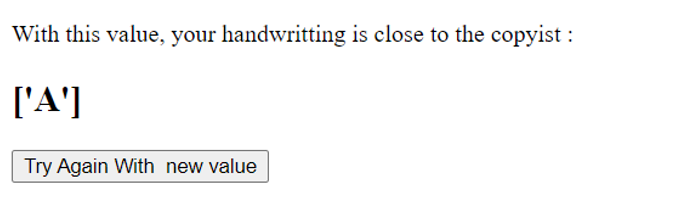 With this value, your handwritting is close to the copyist :
['A']
Try Again With  new value